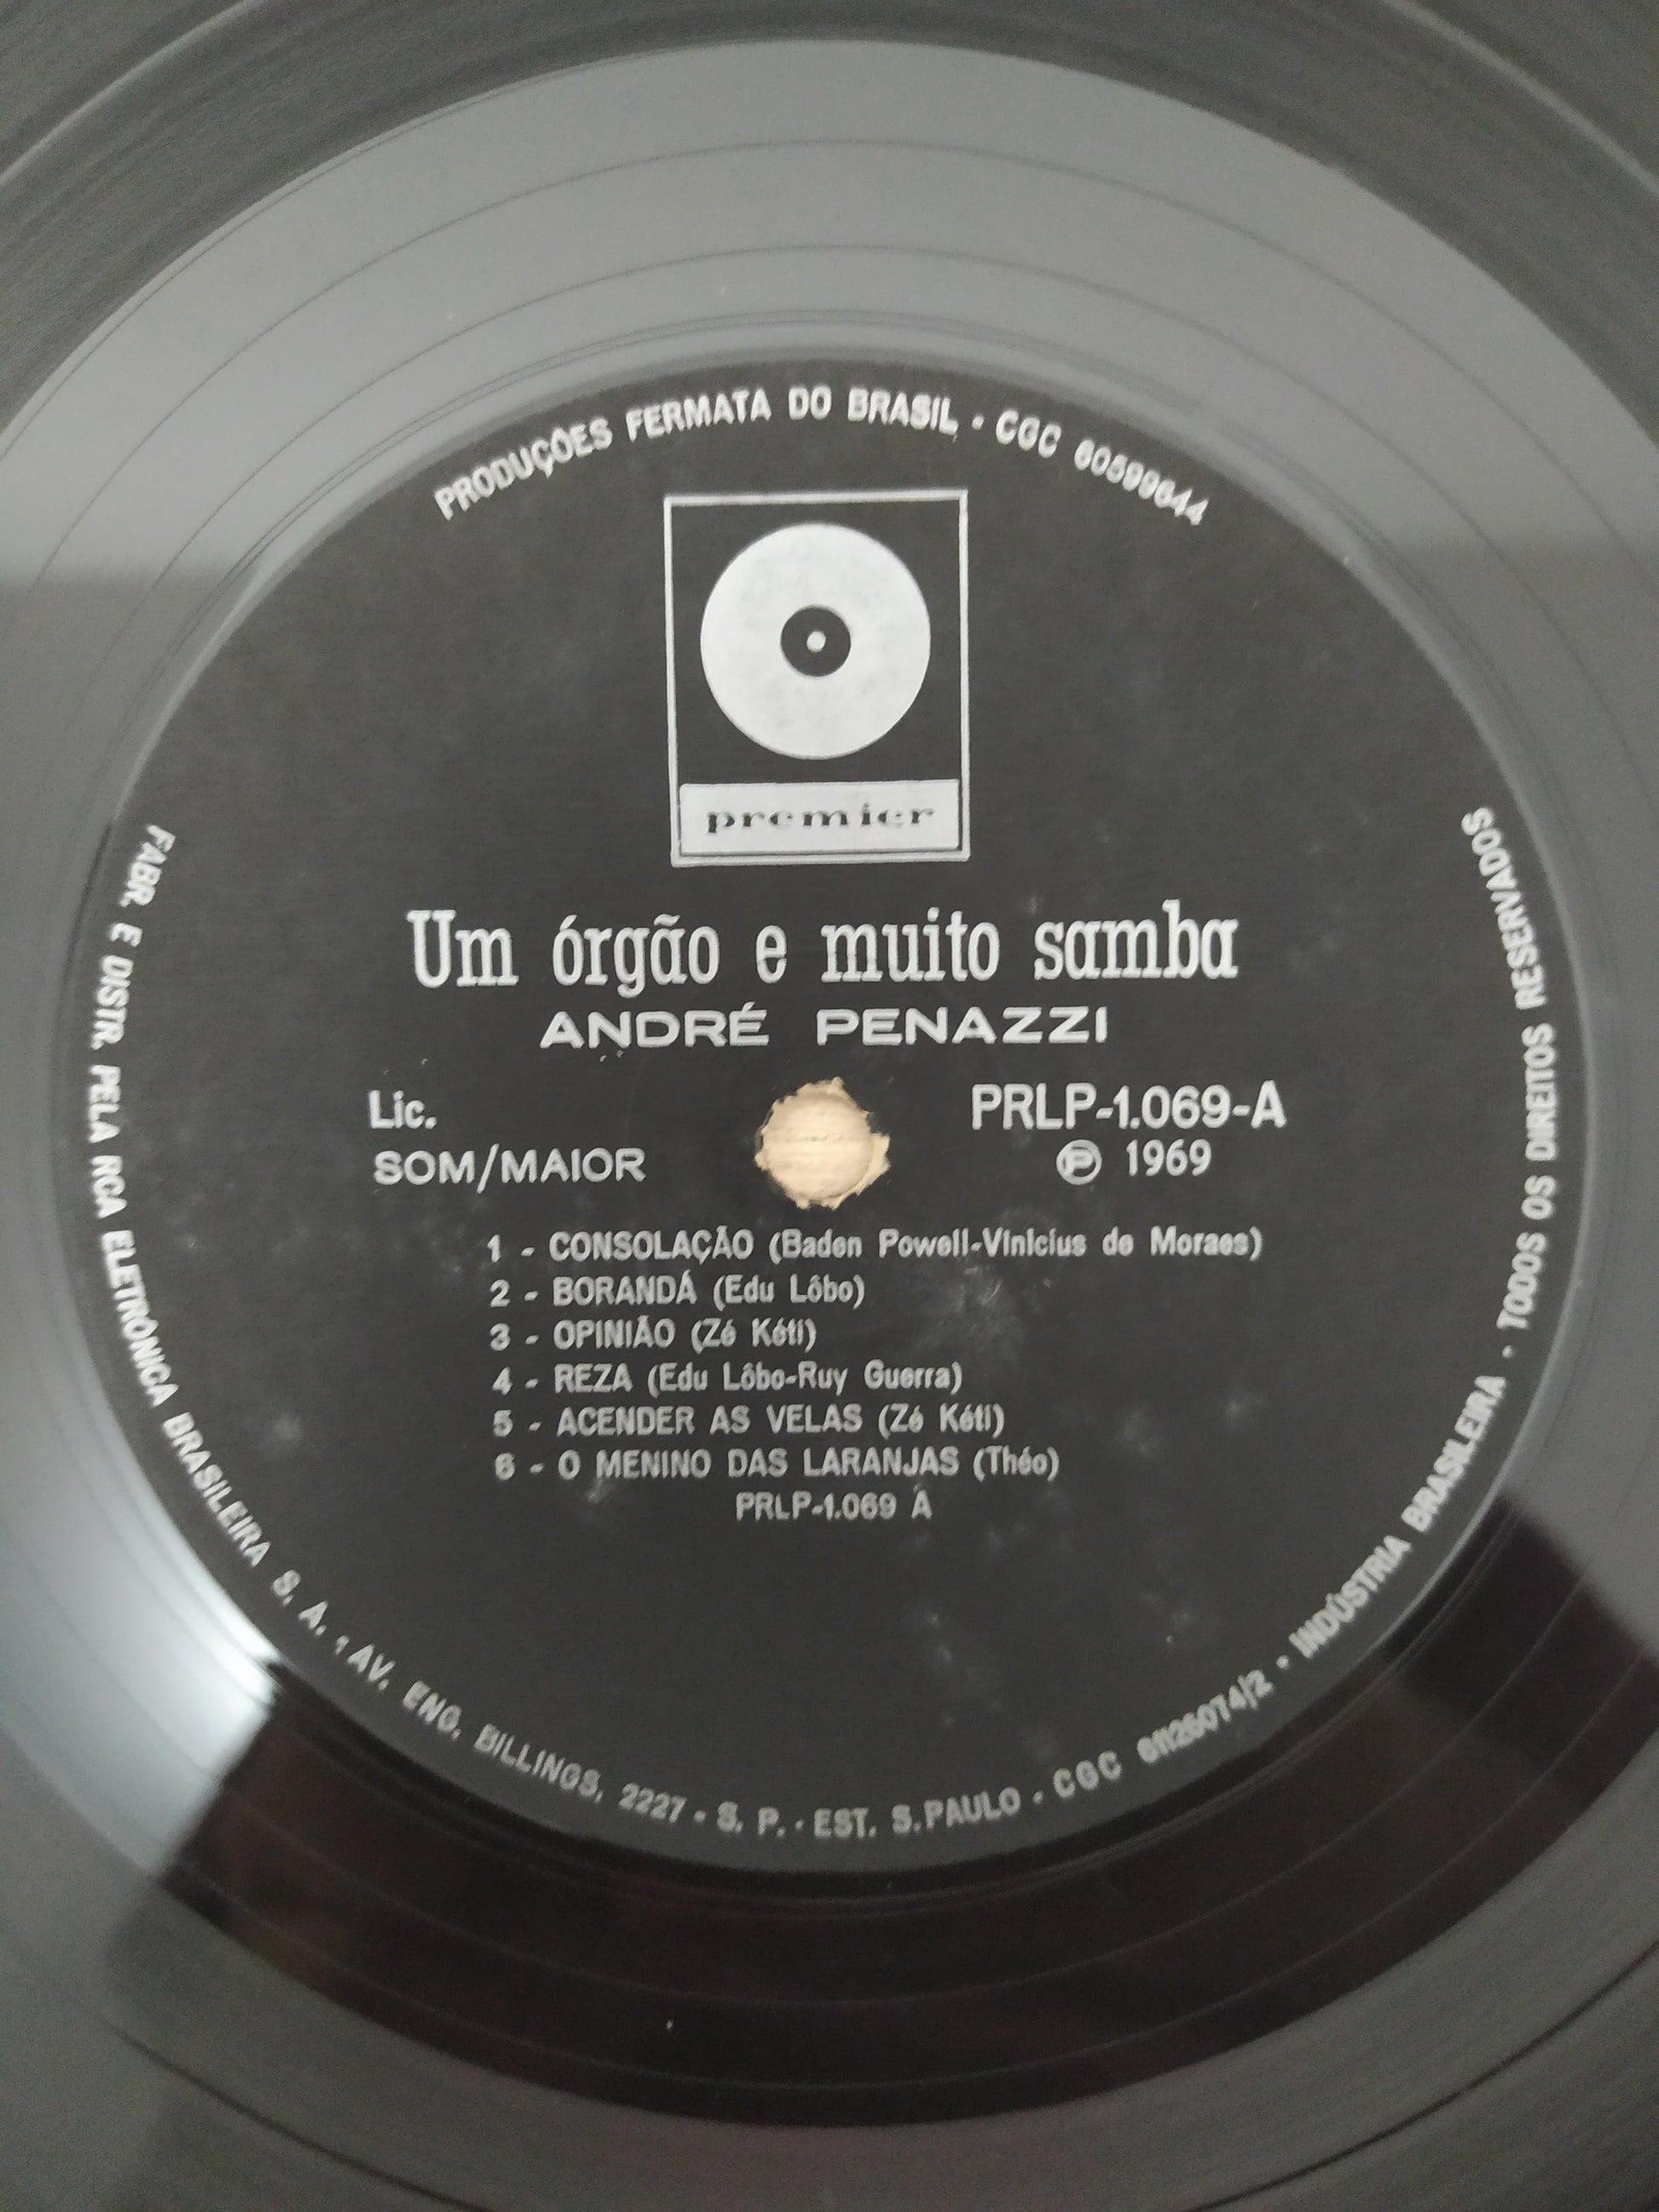 PRODUÇÕES FERMATA DO BRASIL - CGC 60599644
premier
Um órgão e muito samba
ANDRÉ PENAZZI
Lic.
SOM/MAIOR
PRLP-1.069-A
Ⓟ 1969
1 - CONSOLAÇÃO (Baden Powell-Vinicius de Moraes)
2 - BORANDÁ (Edu Lôbo)
3 - OPINIÃO (Zé Kéti)
4 - REZA (Edu Lôbo-Ruy Guerra)
5 - ACENDER AS VELAS (Zé Kéti)
6 - O MENINO DAS LARANJAS (Théo)
PRLP-1.069 A
FABR. E DISTR. PELA RCA ELETRÔNICA BRASILEIRA S. A. - AV. ENG. BILLINGS, 2227 - S. P. - EST. S. PAULO - CGC 61126074/2 - INDÚSTRIA BRASILEIRA - TODOS OS DIREITOS RESERVADOS